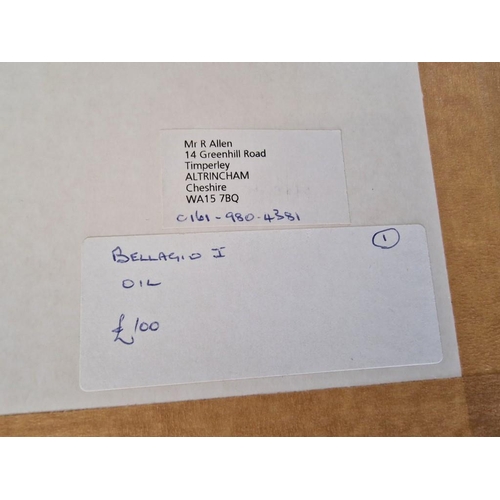 Mr R Allen
14 Greenhill Road
Timperley
ALTRINCHAM
Cheshire
WA15 7BQ
0161-980-4381
BELLAGIO I
1
OIL
£100